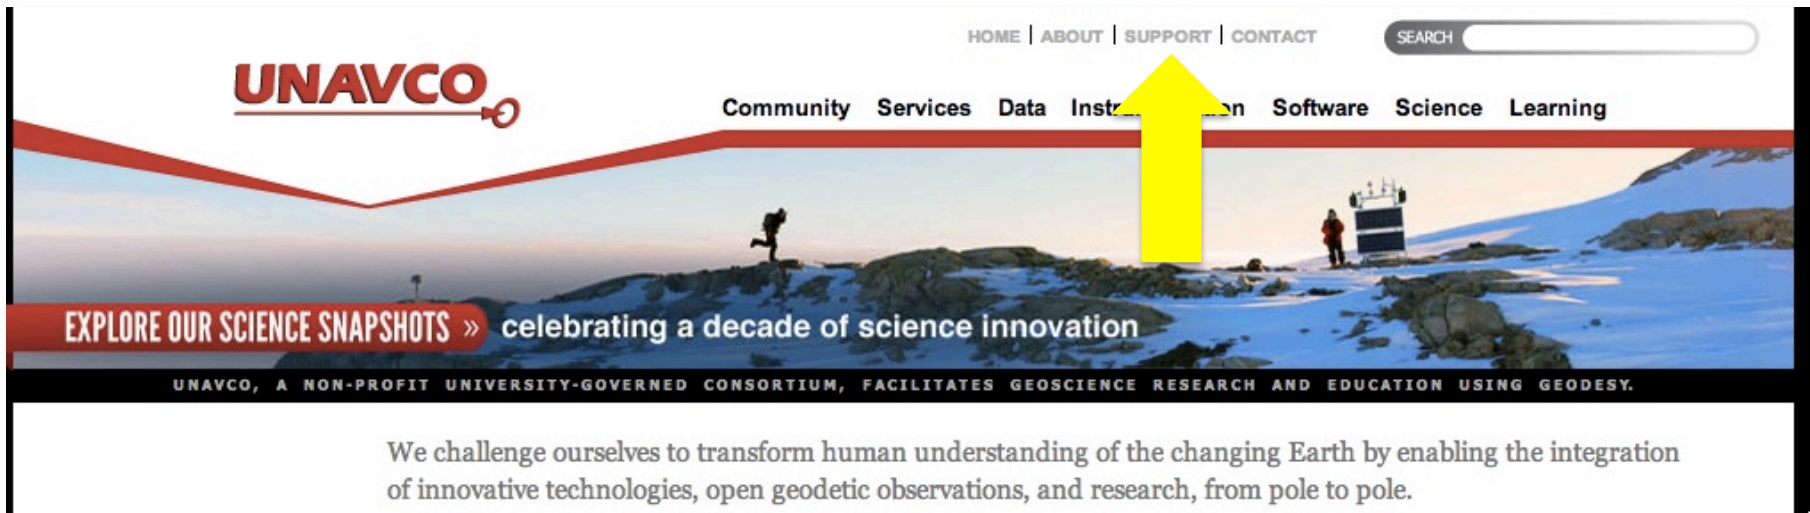 HOME | ABOUT | SUPPORT | CONTACT
SEARCH
UNAVCO
Community Services Data Software Science Learning
EXPLORE OUR SCIENCE SNAPSHOTS » celebrating a decade of science innovation
UNAVCO, A NON-PROFIT UNIVERSITY-GOVERNED CONSORTIUM, FACILITATES GEOSCIENCE RESEARCH AND EDUCATION USING GEODESY.
We challenge ourselves to transform human understanding of the changing Earth by enabling the integration
of innovative technologies, open geodetic observations, and research, from pole to pole.